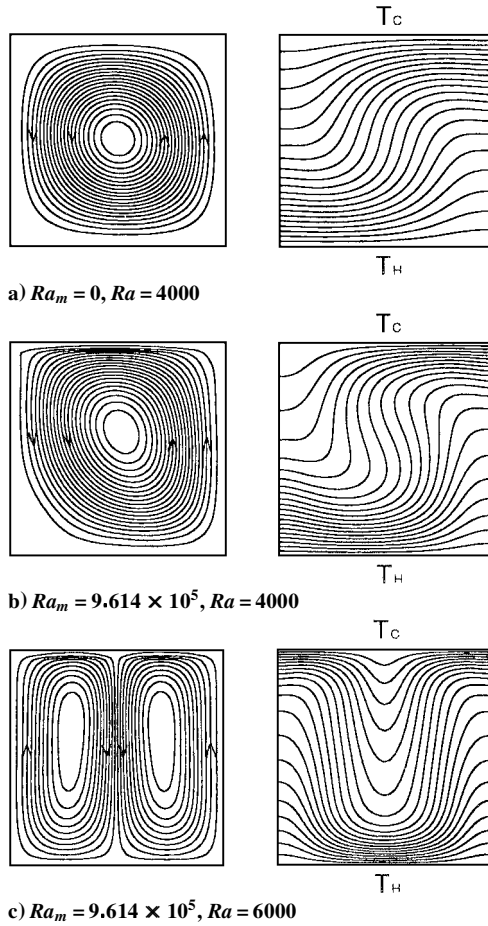 T_C
T_H
a) Ra_m = 0, Ra = 4000
T_C
T_H
b) Ra_m = 9.614 × 10^5, Ra = 4000
T_C
T_H
c) Ra_m = 9.614 × 10^5, Ra = 6000